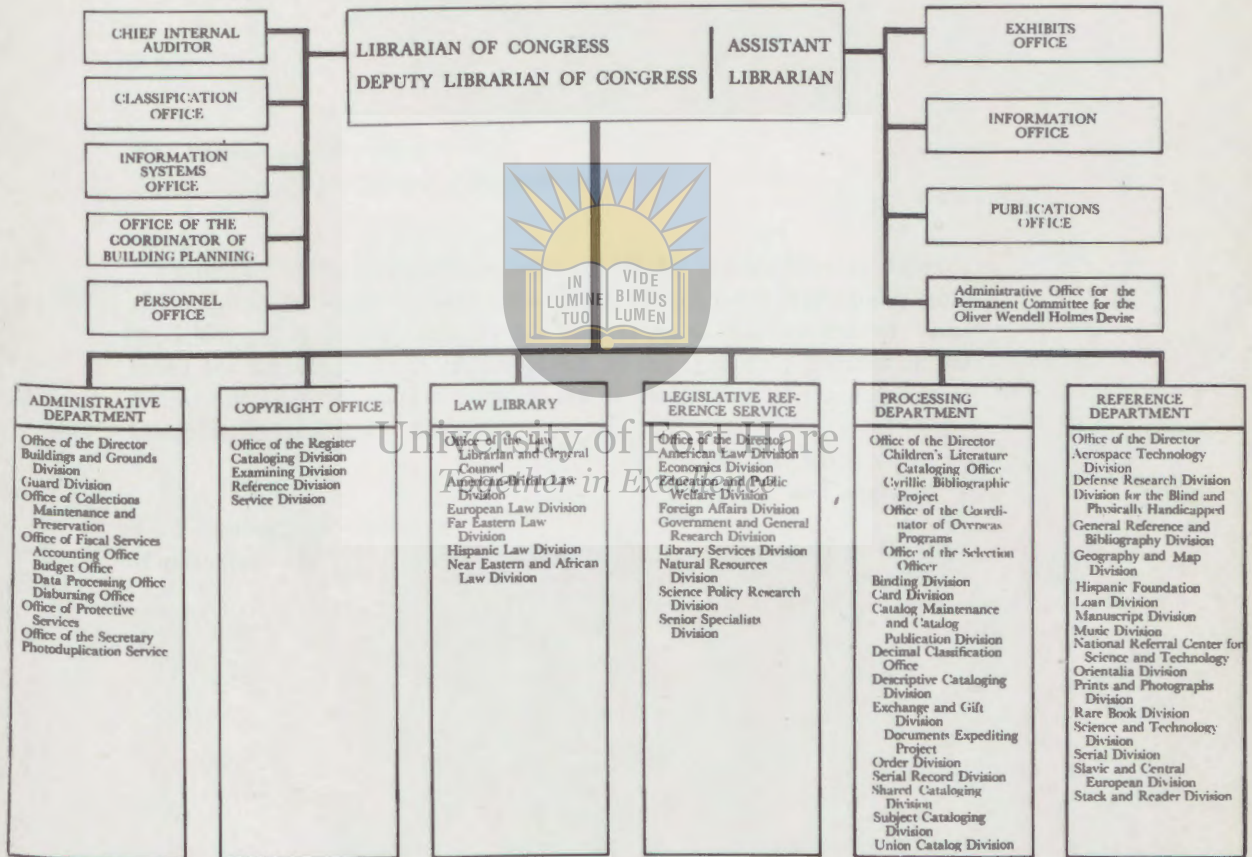 CHIEF INTERNAL
AUDITOR
CLASSIFICATION
OFFICE
INFORMATION
SYSTEMS
OFFICE
OFFICE OF THE
COORDINATOR OF
BUILDING PLANNING
PERSONNEL
OFFICE
LIBRARIAN OF CONGRESS
DEPUTY LIBRARIAN OF CONGRESS
ASSISTANT
LIBRARIAN
EXHIBITS
OFFICE
INFORMATION
OFFICE
PUBLICATIONS
OFFICE
Administrative Office for the
Permanent Committee for the
Oliver Wendell Holmes Devise
IN
LUMINE
TUO
VIDE
BIMUS
LUMEN
University of Fort Hare
Together in Excellence
ADMINISTRATIVE
DEPARTMENT
Office of the Director
Buildings and Grounds
Division
Guard Division
Office of Collections
Maintenance and
Preservation
Office of Fiscal Services
Accounting Office
Budget Office
Data Processing Office
Disbursing Office
Office of Protective
Services
Office of the Secretary
Photoduplication Service
COPYRIGHT OFFICE
Office of the Register
Cataloging Division
Examining Division
Reference Division
Service Division
LAW LIBRARY
Office of the Law
Librarian and General
Counsel
American-British Law
Division
European Law Division
Far Eastern Law
Division
Hispanic Law Division
Near Eastern and African
Law Division
LEGISLATIVE REF-
ERENCE SERVICE
Office of the Director
American Law Division
Economics Division
Education and Public
Welfare Division
Foreign Affairs Division
Government and General
Research Division
Library Services Division
Natural Resources
Division
Science Policy Research
Division
Senior Specialists
Division
PROCESSING
DEPARTMENT
Office of the Director
Children's Literature
Cataloging Office
Cyrillic Bibliographic
Project
Office of the Coordi-
nator of Overseas
Programs
Office of the Selection
Officer
Binding Division
Card Division
Catalog Maintenance
and Catalog
Publication Division
Decimal Classification
Office
Descriptive Cataloging
Division
Exchange and Gift
Division
Documents Expediting
Project
Order Division
Serial Record Division
Shared Cataloging
Division
Subject Cataloging
Division
Union Catalog Division
REFERENCE
DEPARTMENT
Office of the Director
Aerospace Technology
Division
Defense Research Division
Division for the Blind and
Physically Handicapped
General Reference and
Bibliography Division
Geography and Map
Division
Hispanic Foundation
Loan Division
Manuscript Division
Music Division
National Referral Center for
Science and Technology
Orientalia Division
Prints and Photographs
Division
Rare Book Division
Science and Technology
Division
Serial Division
Slavic and Central
European Division
Stack and Reader Division